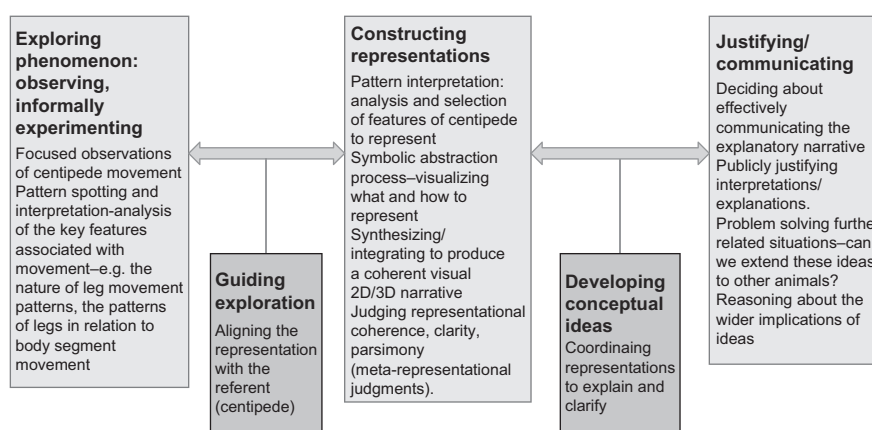 Exploring
phenomenon:
observing,
informally
experimenting
Focused observations
of centipede movement
Pattern spotting and
interpretation-analysis
of the key features
associated with
movement–e.g. the
nature of leg movement
patterns, the patterns
of legs in relation to
body segment
movement
Guiding
exploration
Aligning the
representation
with the
referent
(centipede)
Constructing
representations
Pattern interpretation:
analysis and selection
of features of centipede
to represent
Symbolic abstraction
process–visualizing
what and how to
represent
Synthesizing/
integrating to produce
a coherent visual
2D/3D narrative
Judging representational
coherence, clarity,
parsimony
(meta-representational
judgments).
Developing
conceptual
ideas
Coordinaing
representations
to explain and
clarify
Justifying/
communicating
Deciding about
effectively
communicating the
explanatory narrative
Publicly justifying
interpretations/
explanations.
Problem solving furthe
related situations–can
we extend these ideas
to other animals?
Reasoning about the
wider implications of
ideas